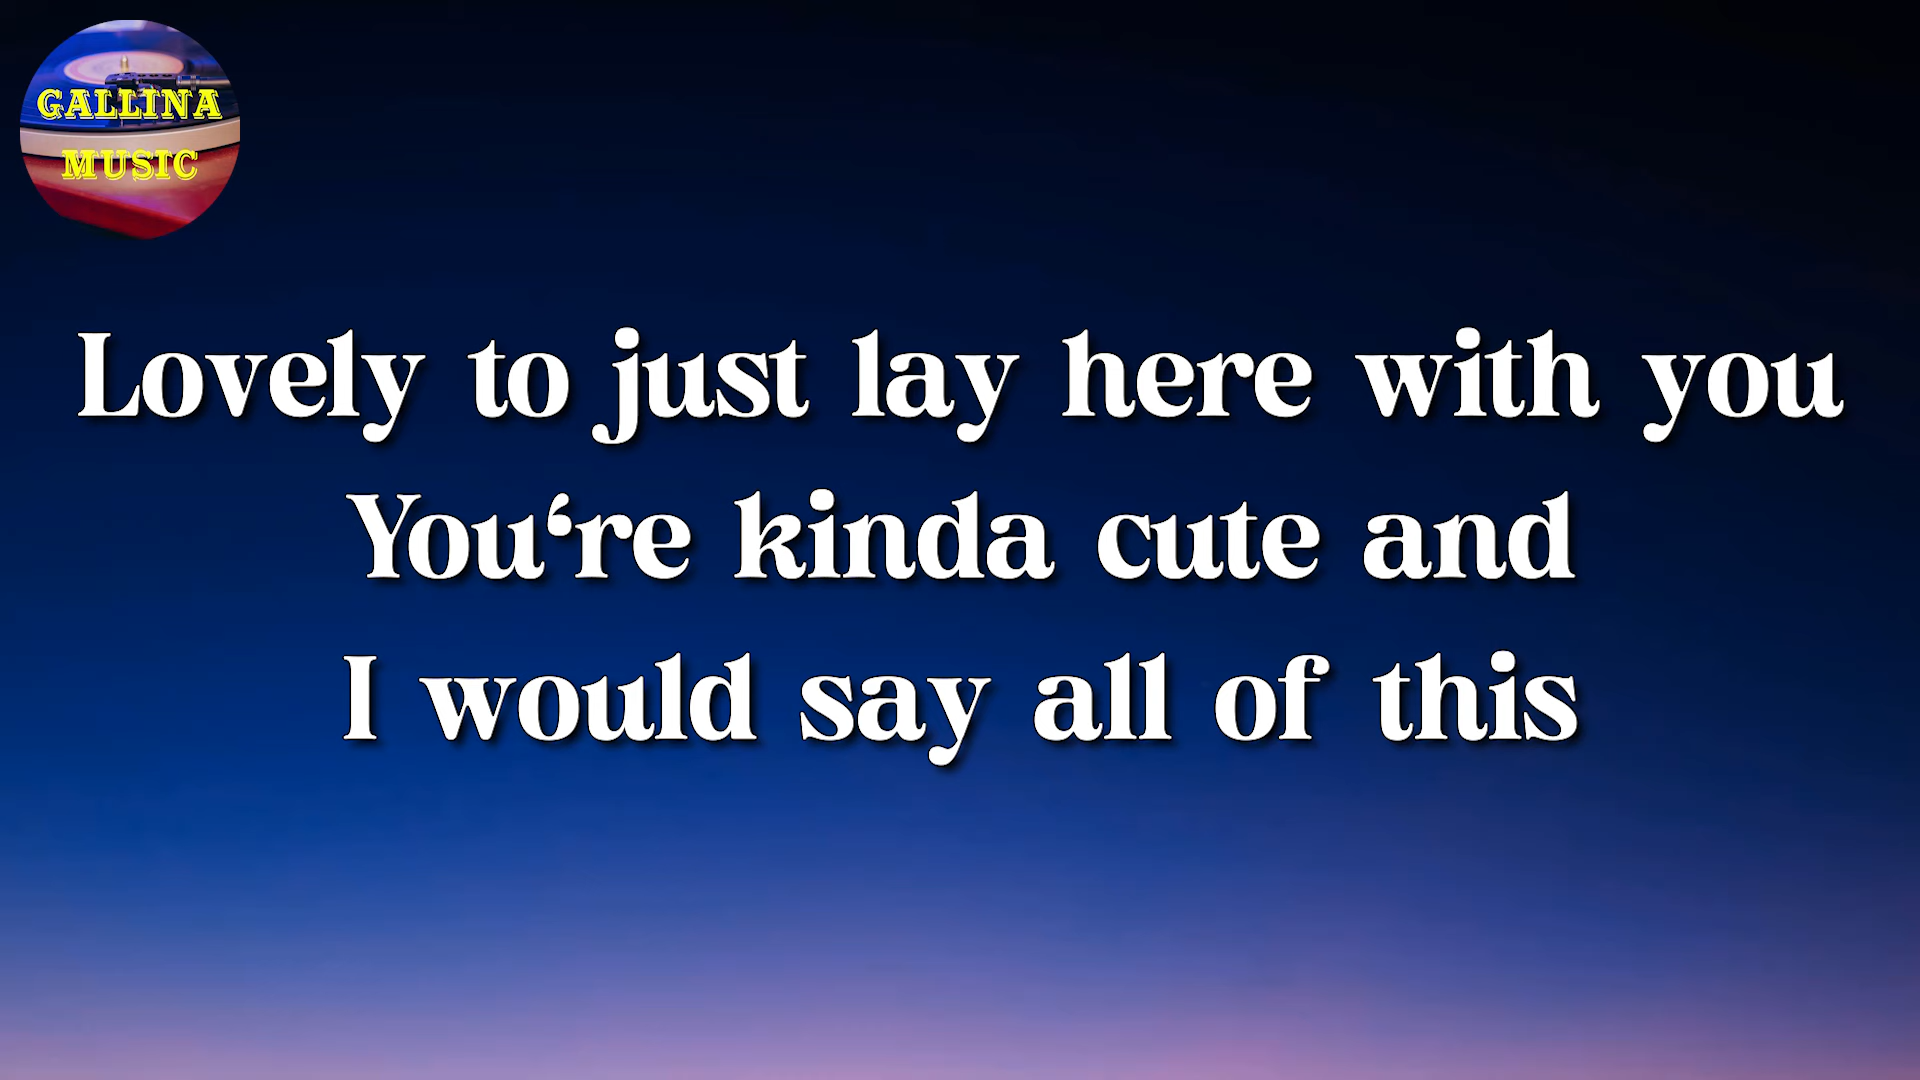 GALLINA
MUSIC
Lovely to just lay here with you
You‘re kinda cute and
I would say all of this